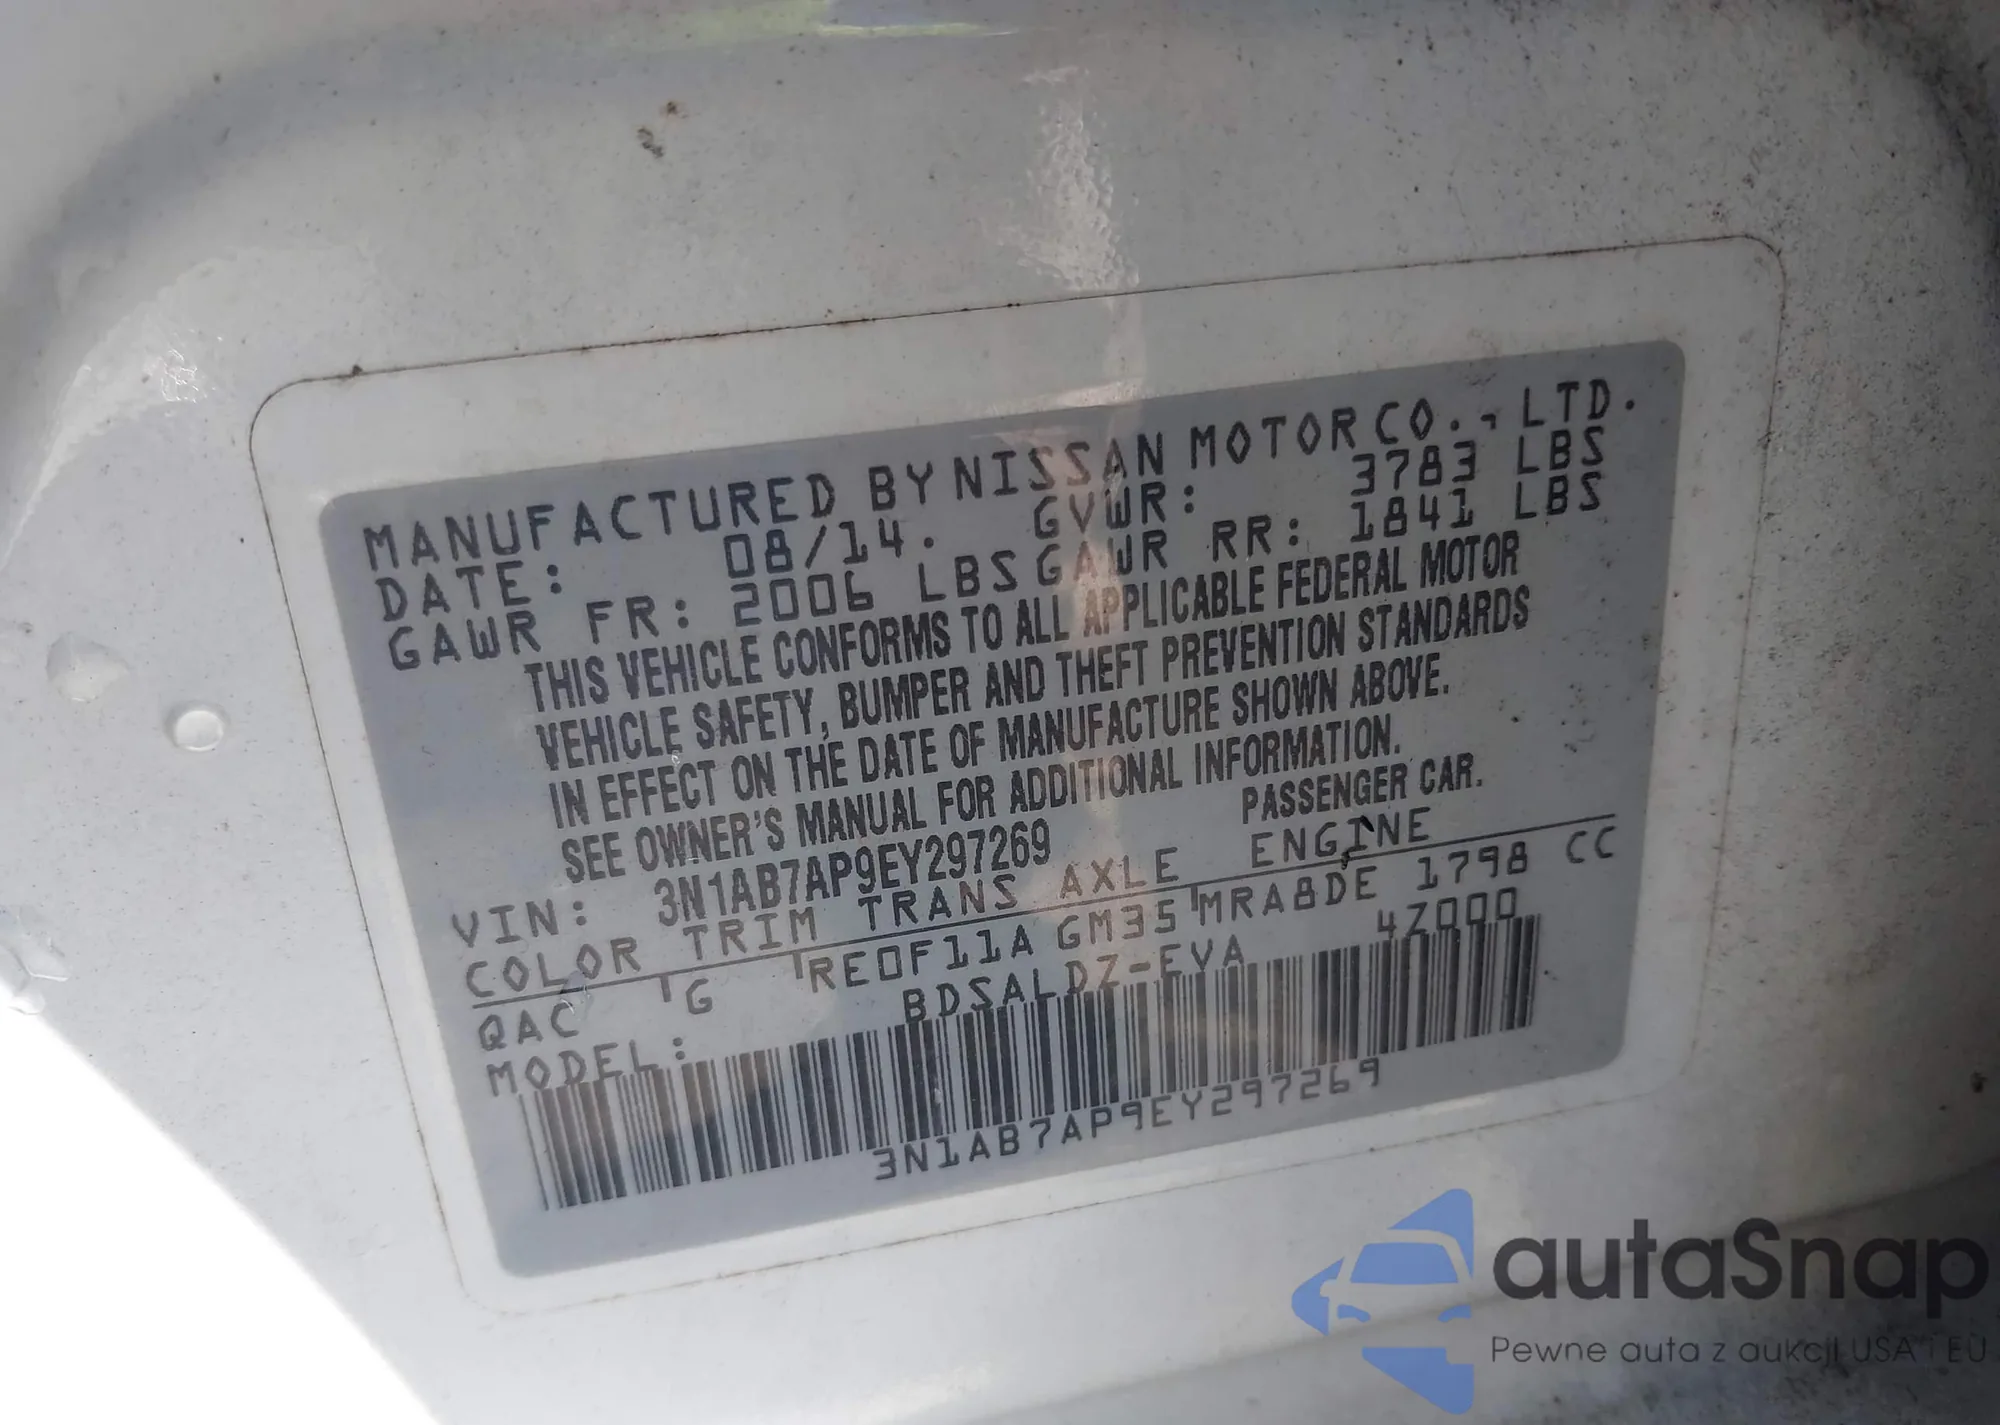 MANUFACTURED BY NISSAN MOTOR CO., LTD.
DATE: 08/14. GVWR: 3783 LBS
GAWR FR: 2006 LBS GAWR RR: 1841 LBS
THIS VEHICLE CONFORMS TO ALL APPLICABLE FEDERAL MOTOR
VEHICLE SAFETY, BUMPER AND THEFT PREVENTION STANDARDS
IN EFFECT ON THE DATE OF MANUFACTURE SHOWN ABOVE.
SEE OWNER'S MANUAL FOR ADDITIONAL INFORMATION.
VIN: 3N1AB7AP9EY297269 PASSENGER CAR.
COLOR TRIM TRANS AXLE ENGINE
QAC G RE0F11A GM35 MRA8DE 1798 CC
MODEL: BDSALDZ-EVA 4Z000
3N1AB7AP9EY297269
autaSnap
Pewne auta z aukcji USA i EU